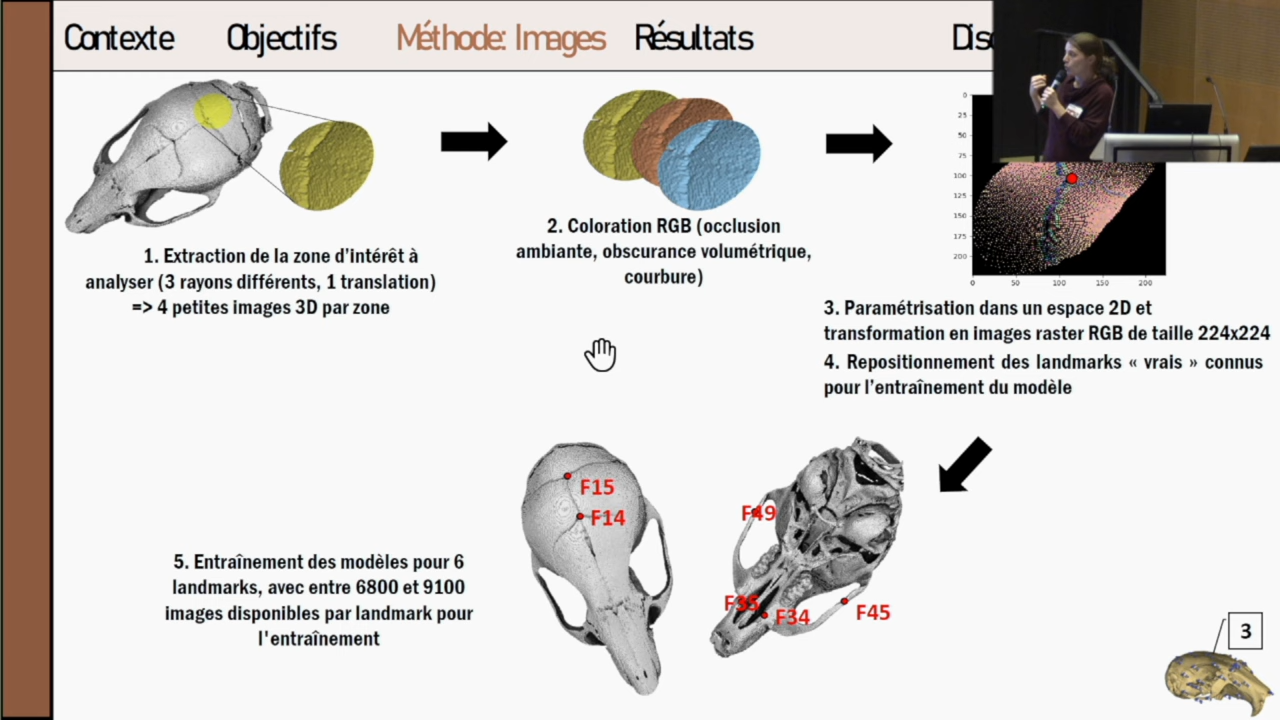 Contexte Objectifs Méthode: Images Résultats
1. Extraction de la zone d'intérêt à
analyser (3 rayons différents, 1 translation)
=> 4 petites images 3D par zone
2. Coloration RGB (occlusion
ambiante, obscurance volumétrique,
courbure)
0
25
50
75
100
125
150
175
200
0 50 100 150 200
3. Paramétrisation dans un espace 2D et
transformation en images raster RGB de taille 224x224
4. Repositionnement des landmarks « vrais » connus
pour l'entraînement du modèle
F15
F14
F49
F35
F34
F45
5. Entraînement des modèles pour 6
landmarks, avec entre 6800 et 9100
images disponibles par landmark pour
l'entraînement
3